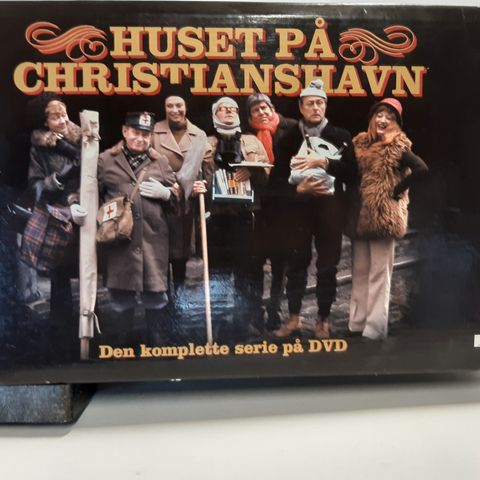 HUSET PÅ
CHRISTIANSHAVN
Den komplette serie på DVD